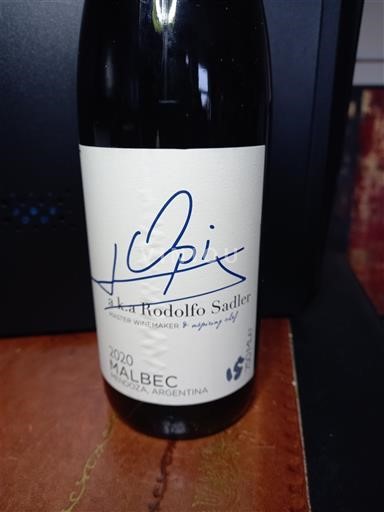 Opi
a.k.a Rodolfo Sadler
MASTER WINEMAKER & aspiring chef
2020
MALBEC
MENDOZA, ARGENTINA